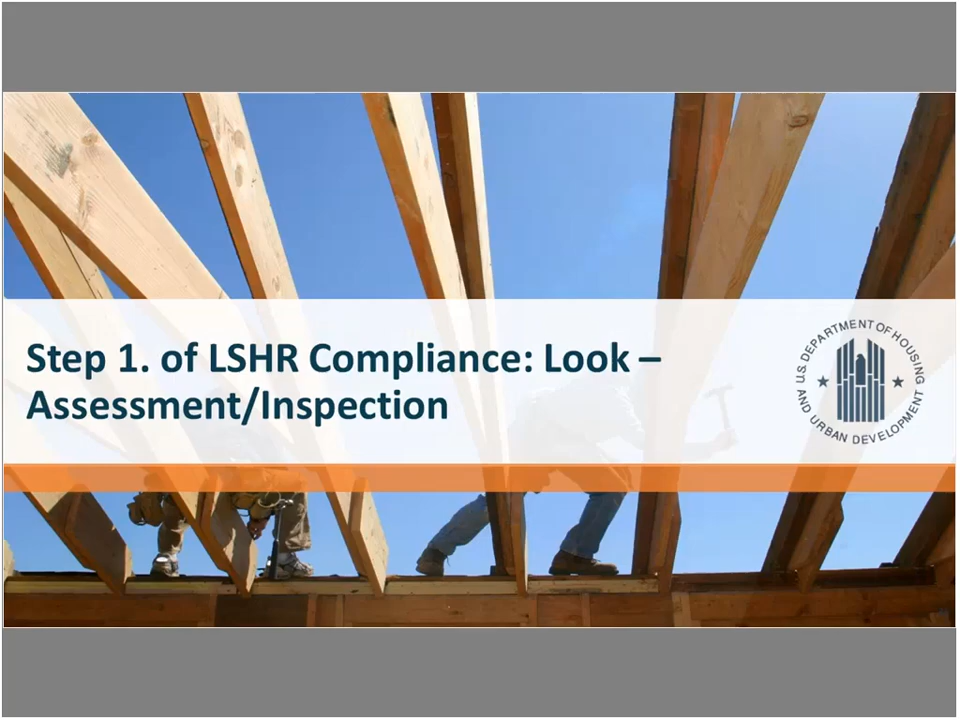 Step 1. of LSHR Compliance: Look –
Assessment/Inspection
U.S. DEPARTMENT OF HOUSING
AND URBAN DEVELOPMENT